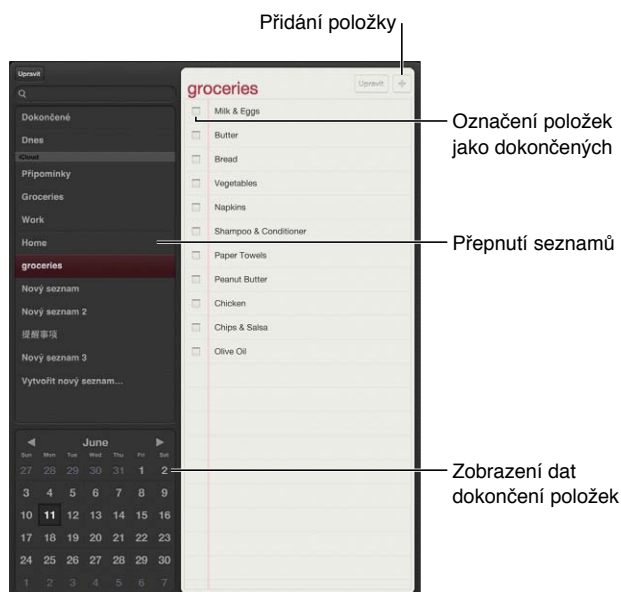 Přidání položky
Upravit
Dokončené
Dnes
iCloud
Připomínky
Groceries
Work
Home
groceries
Nový seznam
Nový seznam 2
提醒事项
Nový seznam 3
Vytvořit nový seznam...
June
Sun Mon Tue Wed Thu Fri Sat
27 28 29 30 31 1 2
3 4 5 6 7 8 9
10 11 12 13 14 15 16
17 18 19 20 21 22 23
24 25 26 27 28 29 30
1 2 3 4 5 6 7
groceries
Upravit
Milk & Eggs
Butter
Bread
Vegetables
Napkins
Shampoo & Conditioner
Paper Towels
Peanut Butter
Chicken
Chips & Salsa
Olive Oil
Označení položek
jako dokončených
Přepnutí seznamů
Zobrazení dat
dokončení položek